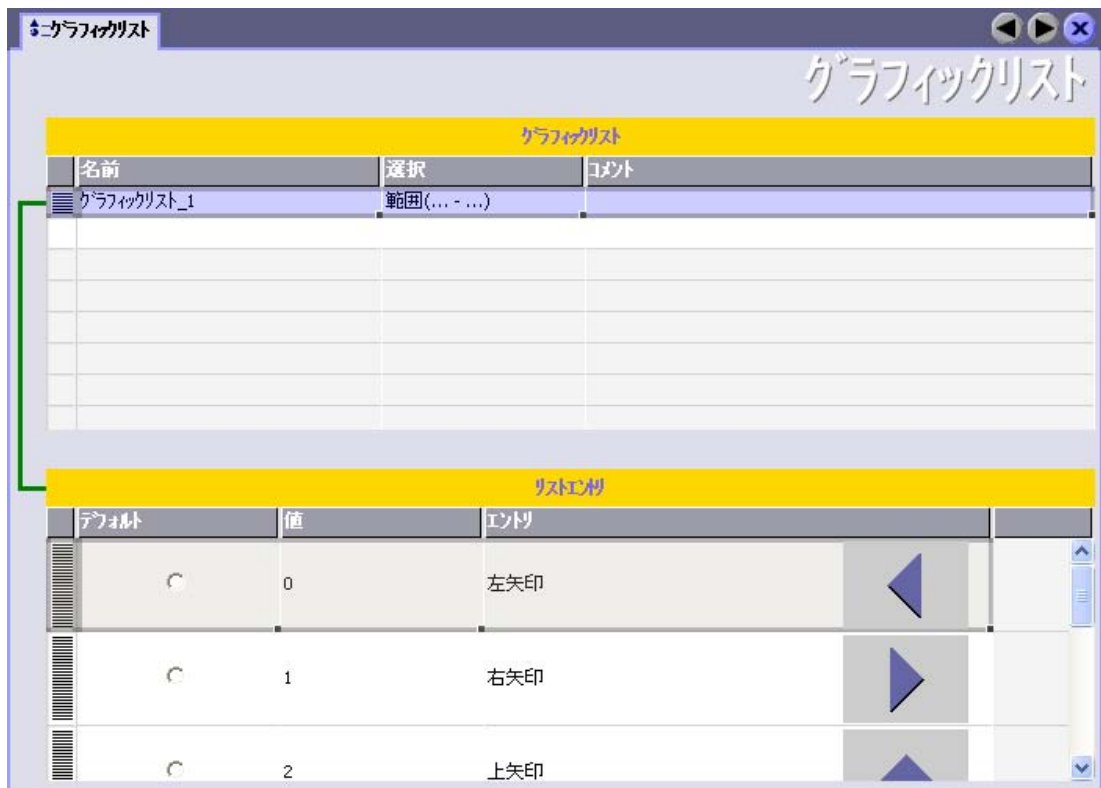 グラフィックリスト
グラフィックリスト
グラフィックリスト
名前 選択 コメント
グラフィックリスト_1 範囲(... - ...)
リストエントリ
デフォルト 値 エントリ
0 左矢印
1 右矢印
2 上矢印